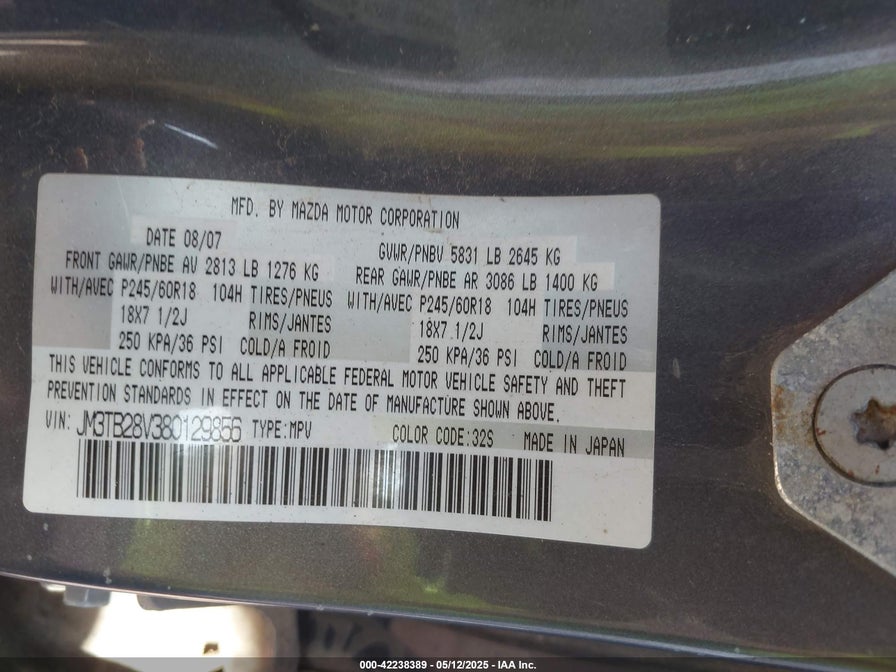 MFD. BY MAZDA MOTOR CORPORATION
DATE 08/07 GVWR/PNBV 5831 LB 2645 KG
FRONT GAWR/PNBE AV 2813 LB 1276 KG REAR GAWR/PNBE AR 3086 LB 1400 KG
WITH/AVEC P245/60R18 104H TIRES/PNEUS WITH/AVEC P245/60R18 104H TIRES/PNEUS
18X7 1/2J RIMS/JANTES 18X7 1/2J RIMS/JANTES
250 KPA/36 PSI COLD/A FROID 250 KPA/36 PSI COLD/A FROID
THIS VEHICLE CONFORMS TO ALL APPLICABLE FEDERAL MOTOR VEHICLE SAFETY AND THEFT
PREVENTION STANDARDS IN EFFECT ON THE DATE OF MANUFACTURE SHOWN ABOVE.
VIN: JM3TB28V380129856 TYPE:MPV COLOR CODE:32S MADE IN JAPAN
000-42238389 - 05/12/2025 - IAA Inc.